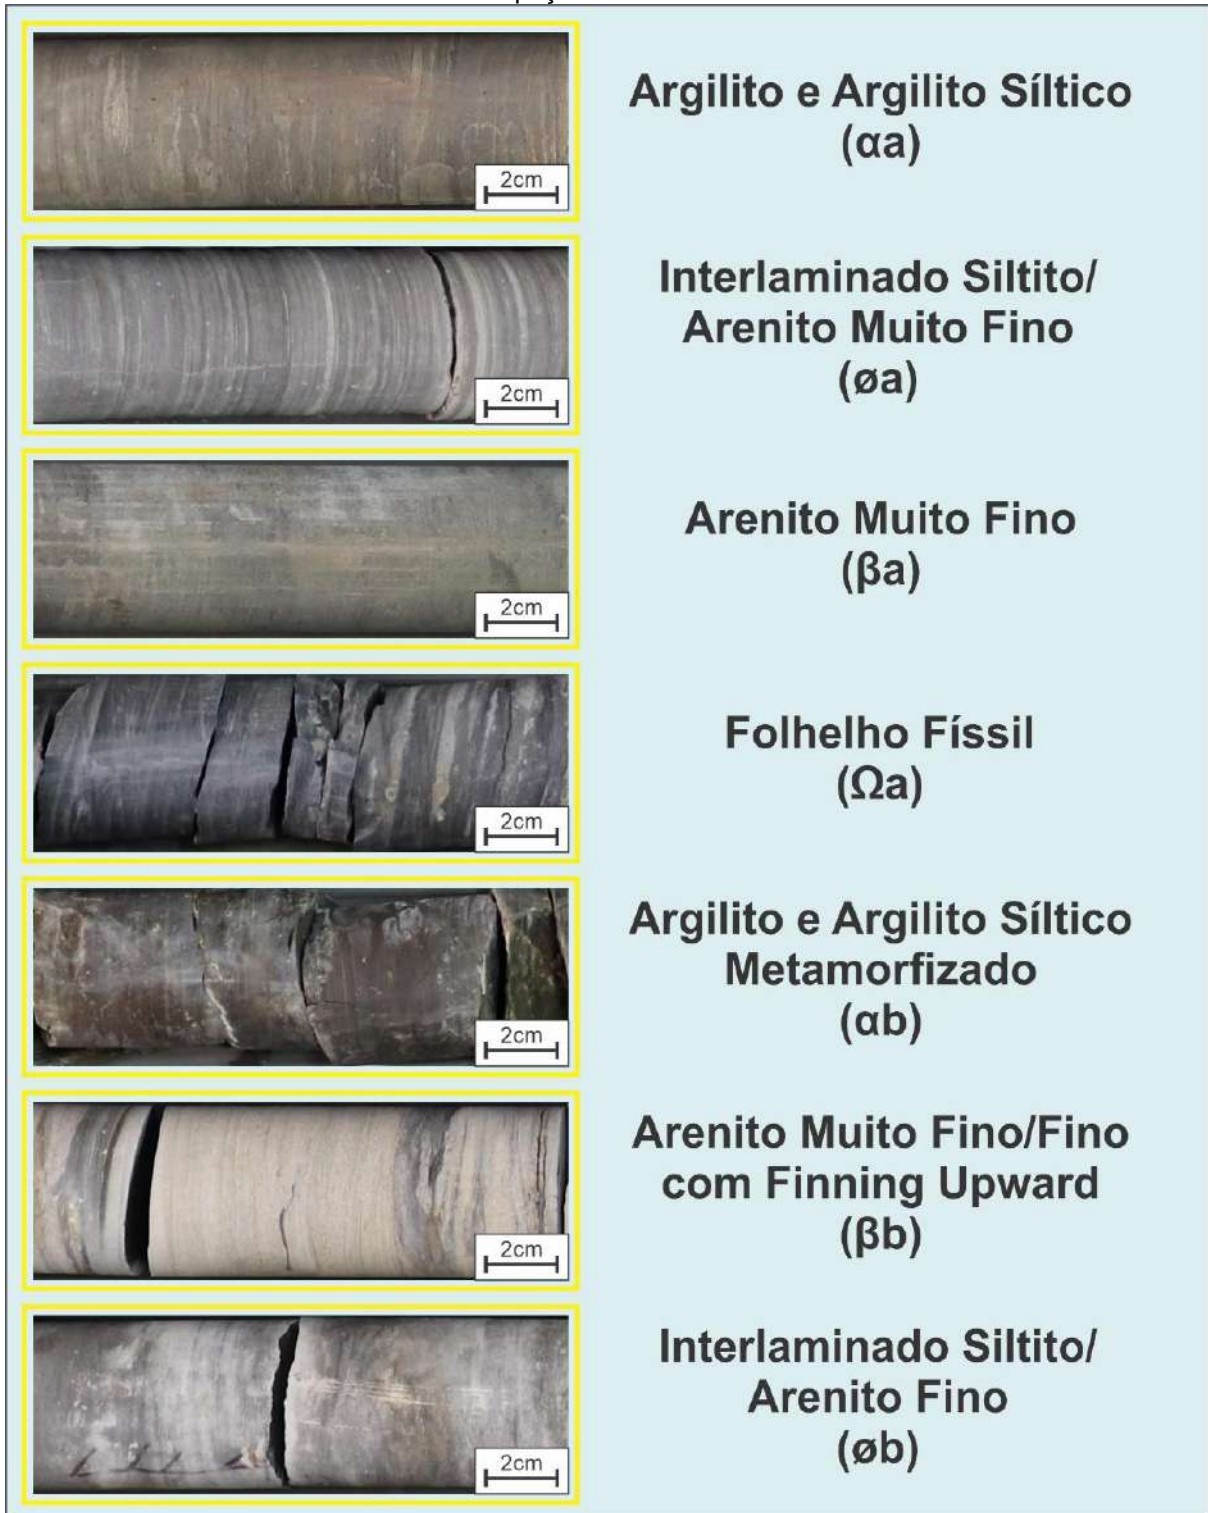 Argilito e Argilito Síltico
(αa)
2cm
Interlaminado Siltito/
Arenito Muito Fino
(øa)
2cm
Arenito Muito Fino
(βa)
2cm
Folhelho Físsil
(Ωa)
2cm
Argilito e Argilito Síltico
Metamorfizado
(αb)
2cm
Arenito Muito Fino/Fino
com Finning Upward
(βb)
2cm
Interlaminado Siltito/
Arenito Fino
(øb)
2cm